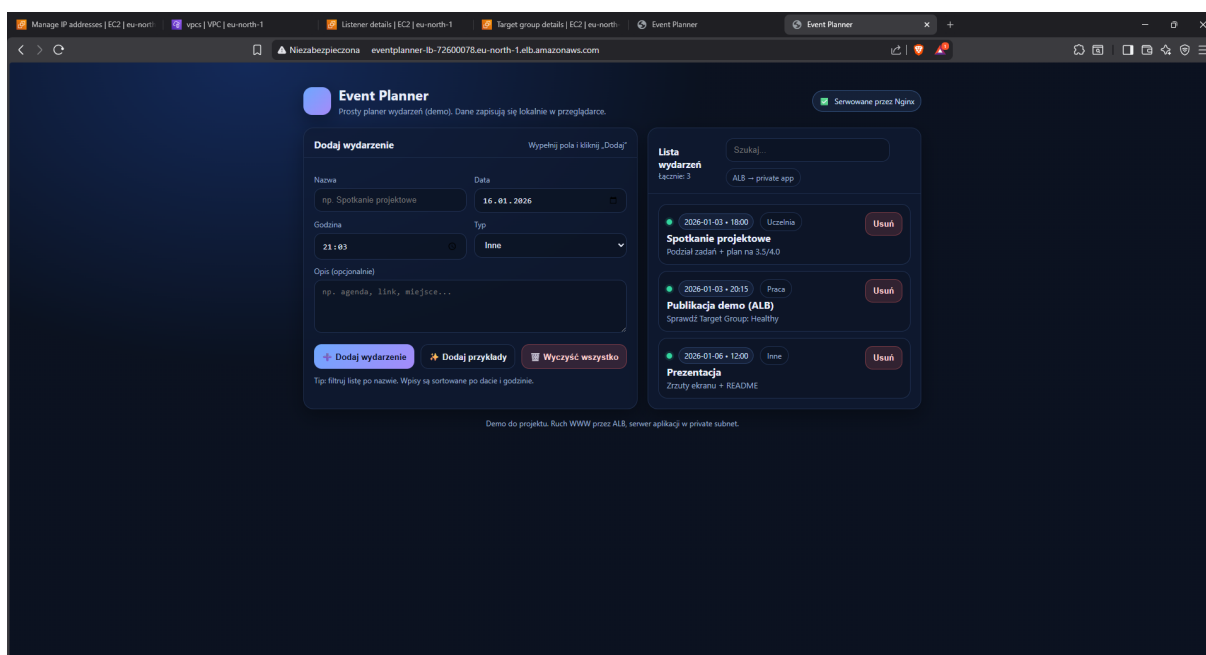 Manage IP addresses | EC2 | eu-north
vpcs | VPC | eu-north-1
Listener details | EC2 | eu-north-1
Target group details | EC2 | eu-north
Event Planner
Event Planner
Niezabezpieczona eventplanner-lb-72600078.eu-north-1.elb.amazonaws.com
Event Planner
Prosty planer wydarzeń (demo). Dane zapisują się lokalnie w przeglądarce.
Serwowane przez Nginx
Dodaj wydarzenie
Wypełnij pola i kliknij „Dodaj”
Nazwa
np. Spotkanie projektowe
Data
16.01.2026
Godzina
21:03
Typ
Inne
Opis (opcjonalnie)
np. agenda, link, miejsce...
Dodaj wydarzenie
Dodaj przykłady
Wyczyść wszystko
Tip: filtruj listę po nazwie. Wpisy są sortowane po dacie i godzinie.
Lista
wydarzeń
Łącznie: 3
Szukaj...
ALB → private app
2026-01-03 • 18:00 Uczelnia
Spotkanie projektowe
Podział zadań + plan na 3.5/4.0
Usuń
2026-01-03 • 20:15 Praca
Publikacja demo (ALB)
Sprawdź Target Group: Healthy
Usuń
2026-01-06 • 12:00 Inne
Prezentacja
Zrzuty ekranu + README
Usuń
Demo do projektu. Ruch WWW przez ALB, serwer aplikacji w private subnet.